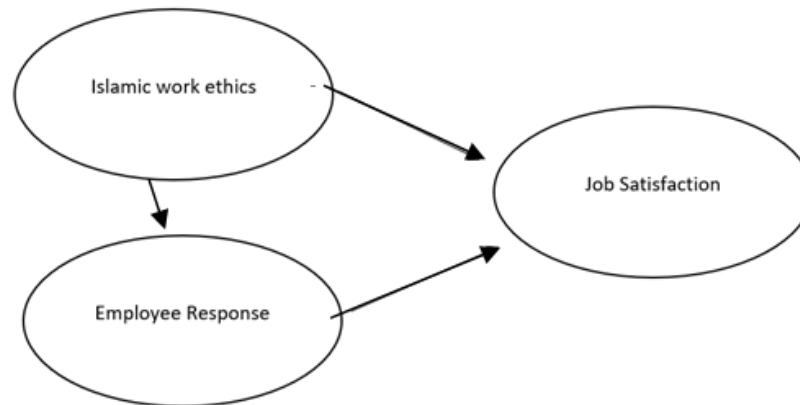 Islamic work ethics
Job Satisfaction
Employee Response